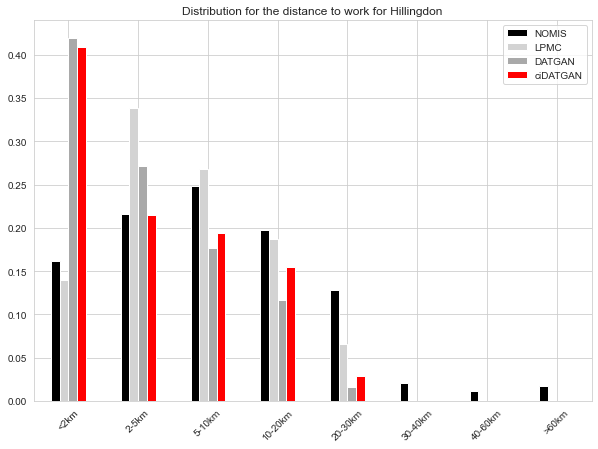 Distribution for the distance to work for Hillingdon
NOMIS
LPMC
DATGAN
ciDATGAN
0.40
0.35
0.30
0.25
0.20
0.15
0.10
0.05
0.00
<2km
2-5km
5-10km
10-20km
20-30km
30-40km
40-60km
>60km